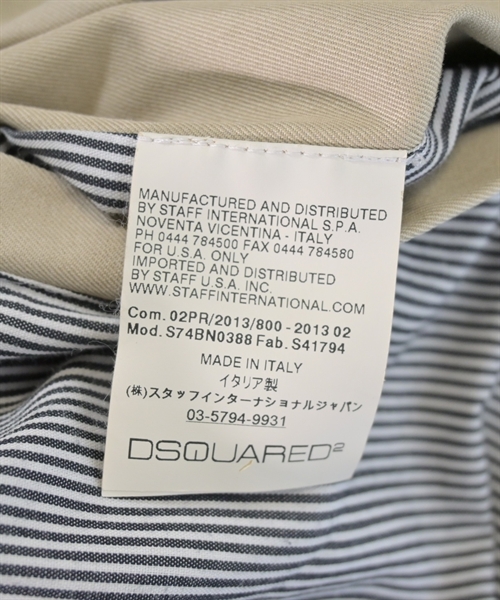 MANUFACTURED AND DISTRIBUTED
BY STAFF INTERNATIONAL S.P.A.
NOVENTA VICENTINA - ITALY
PH 0444 784500 FAX 0444 784580
FOR U.S.A. ONLY
IMPORTED AND DISTRIBUTED
BY STAFF U.S.A. INC.
WWW.STAFFINTERNATIONAL.COM
Com. 02PR/2013/800 - 2013 02
Mod. S74BN0388 Fab. S41794
MADE IN ITALY
イタリア製
(株)スタッフインターナショナルジャパン
03-5794-9931
DSQUARED²